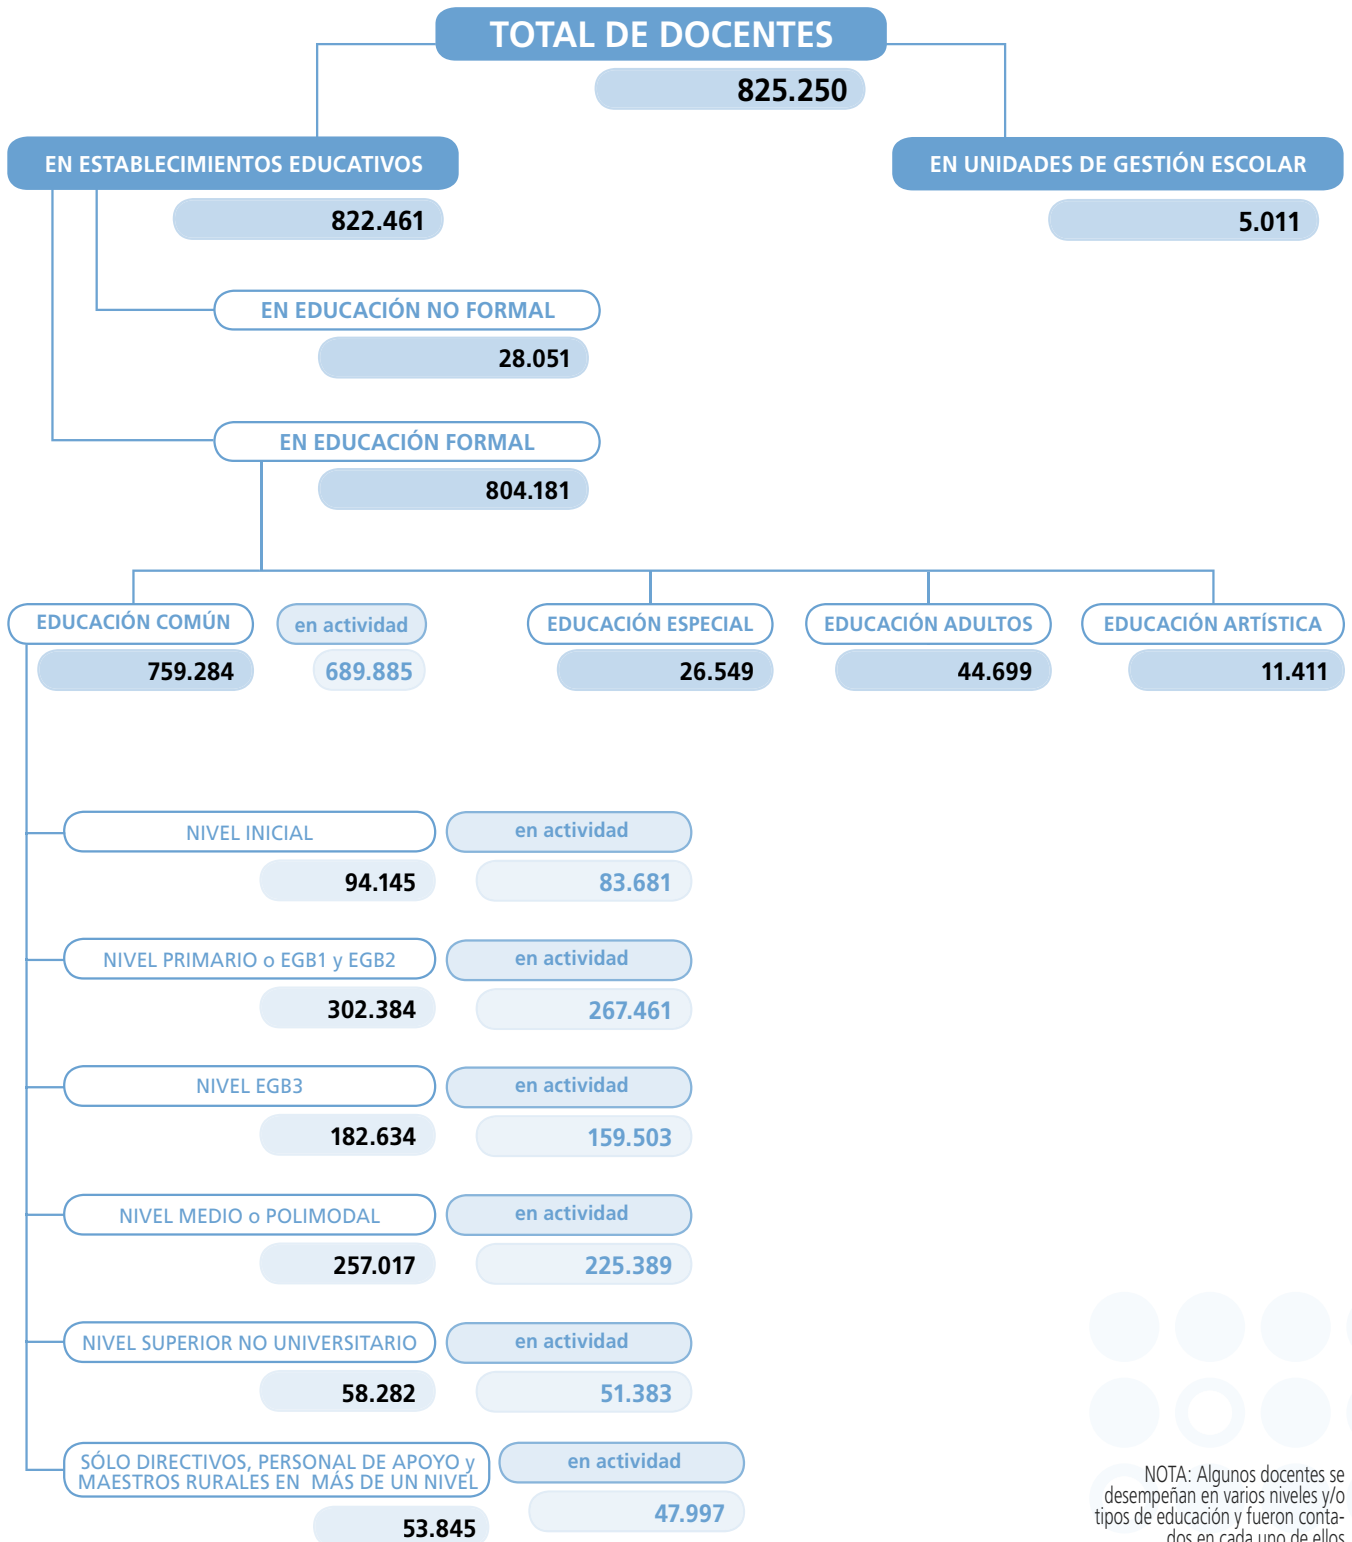 TOTAL DE DOCENTES
825.250
EN ESTABLECIMIENTOS EDUCATIVOS
822.461
EN UNIDADES DE GESTIÓN ESCOLAR
5.011
EN EDUCACIÓN NO FORMAL
28.051
EN EDUCACIÓN FORMAL
804.181
EDUCACIÓN COMÚN
759.284
en actividad
689.885
EDUCACIÓN ESPECIAL
26.549
EDUCACIÓN ADULTOS
44.699
EDUCACIÓN ARTÍSTICA
11.411
NIVEL INICIAL
94.145
en actividad
83.681
NIVEL PRIMARIO o EGB1 y EGB2
302.384
en actividad
267.461
NIVEL EGB3
182.634
en actividad
159.503
NIVEL MEDIO o POLIMODAL
257.017
en actividad
225.389
NIVEL SUPERIOR NO UNIVERSITARIO
58.282
en actividad
51.383
SÓLO DIRECTIVOS, PERSONAL DE APOYO y
MAESTROS RURALES EN MÁS DE UN NIVEL
53.845
en actividad
47.997
NOTA: Algunos docentes se
desempeñan en varios niveles y/o
tipos de educación y fueron conta-
dos en cada uno de ellos